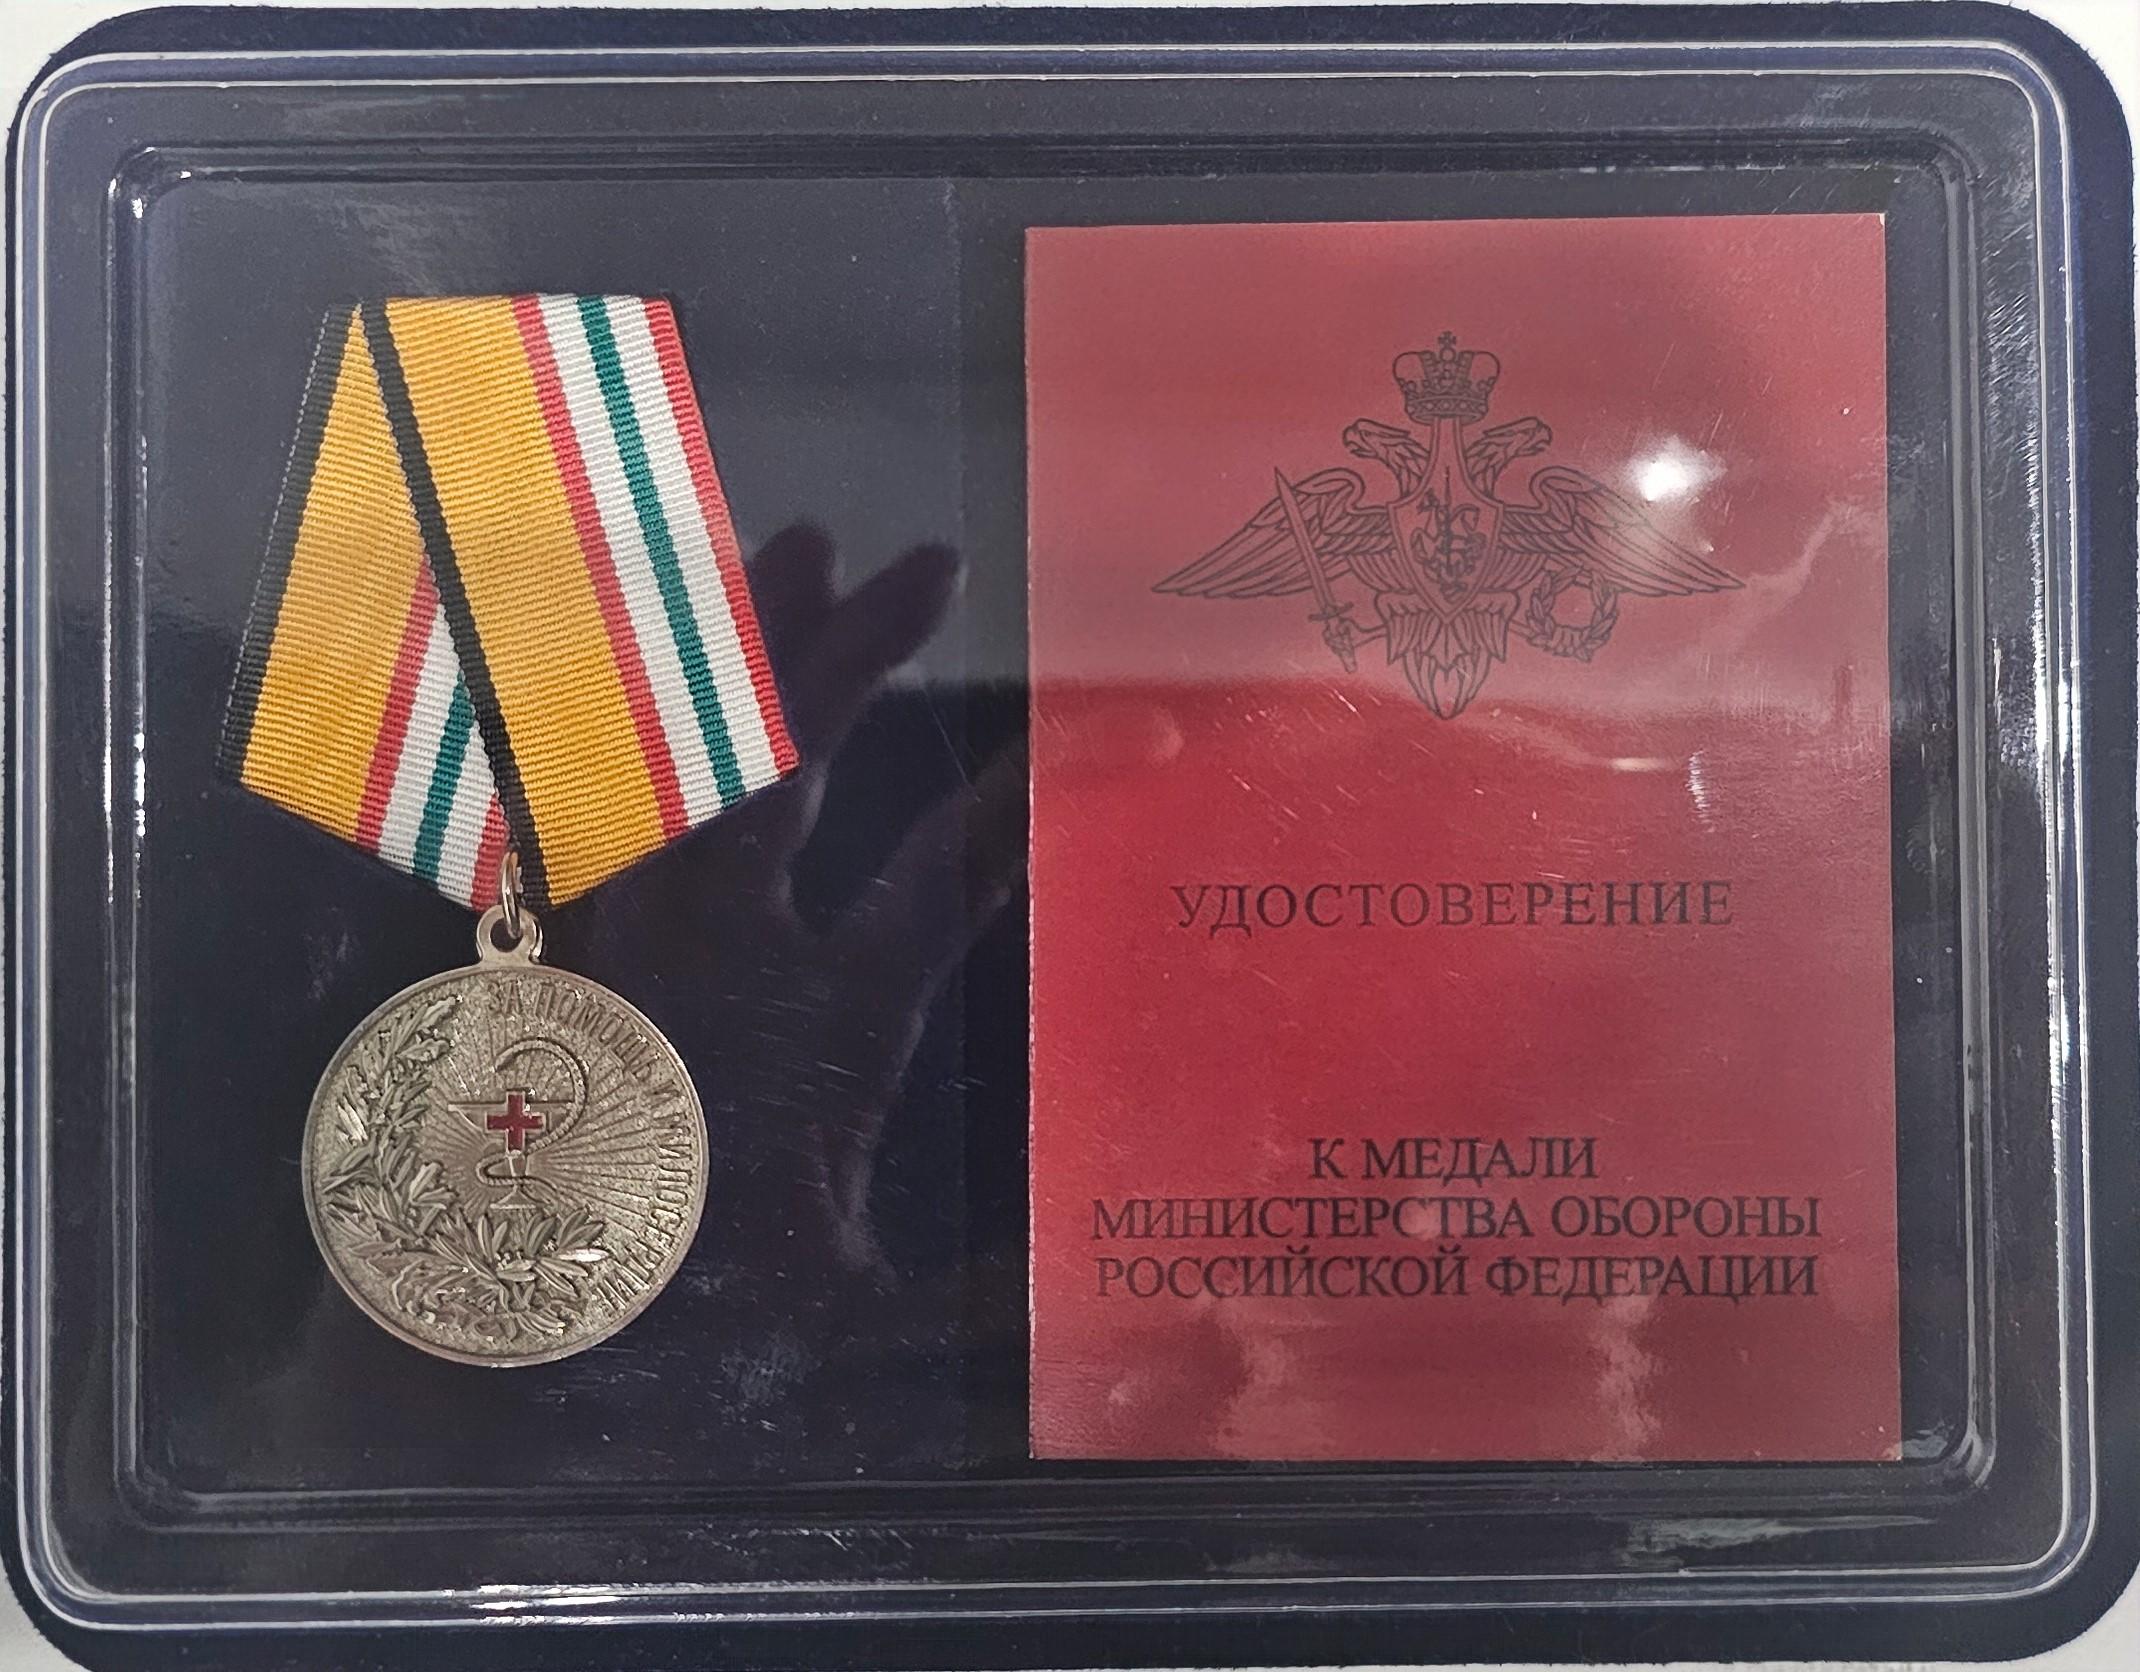 ЗА ПОМОЩЬ И МИЛОСЕРДИЕ
УДОСТОВЕРЕНИЕ
К МЕДАЛИ
МИНИСТЕРСТВА ОБОРОНЫ
РОССИЙСКОЙ ФЕДЕРАЦИИ